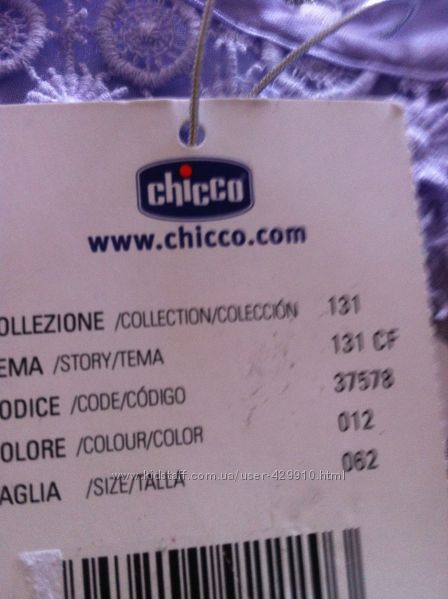 chicco
www.chicco.com
OLLEZIONE /COLLECTION/COLECCIÓN 131
EMA /STORY/TEMA 131 CF
ODICE /CODE/CÓDIGO 37578
OLORE /COLOUR/COLOR 012
AGLIA /SIZE/TALLA 062
www.kidstaff.com.ua/user-429910.html